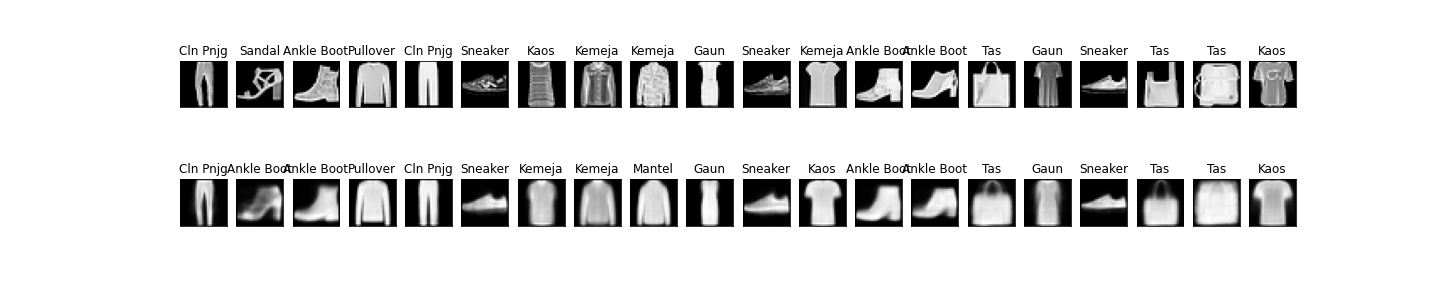 Cln Pnjg Sandal Ankle Boot Pullover Cln Pnjg Sneaker Kaos Kemeja Kemeja Gaun Sneaker Kemeja Ankle Boot Ankle Boot Tas Gaun Sneaker Tas Tas Kaos
Cln Pnjg Ankle Boot Ankle Boot Pullover Cln Pnjg Sneaker Kemeja Kemeja Mantel Gaun Sneaker Kaos Ankle Boot Ankle Boot Tas Gaun Sneaker Tas Tas Kaos